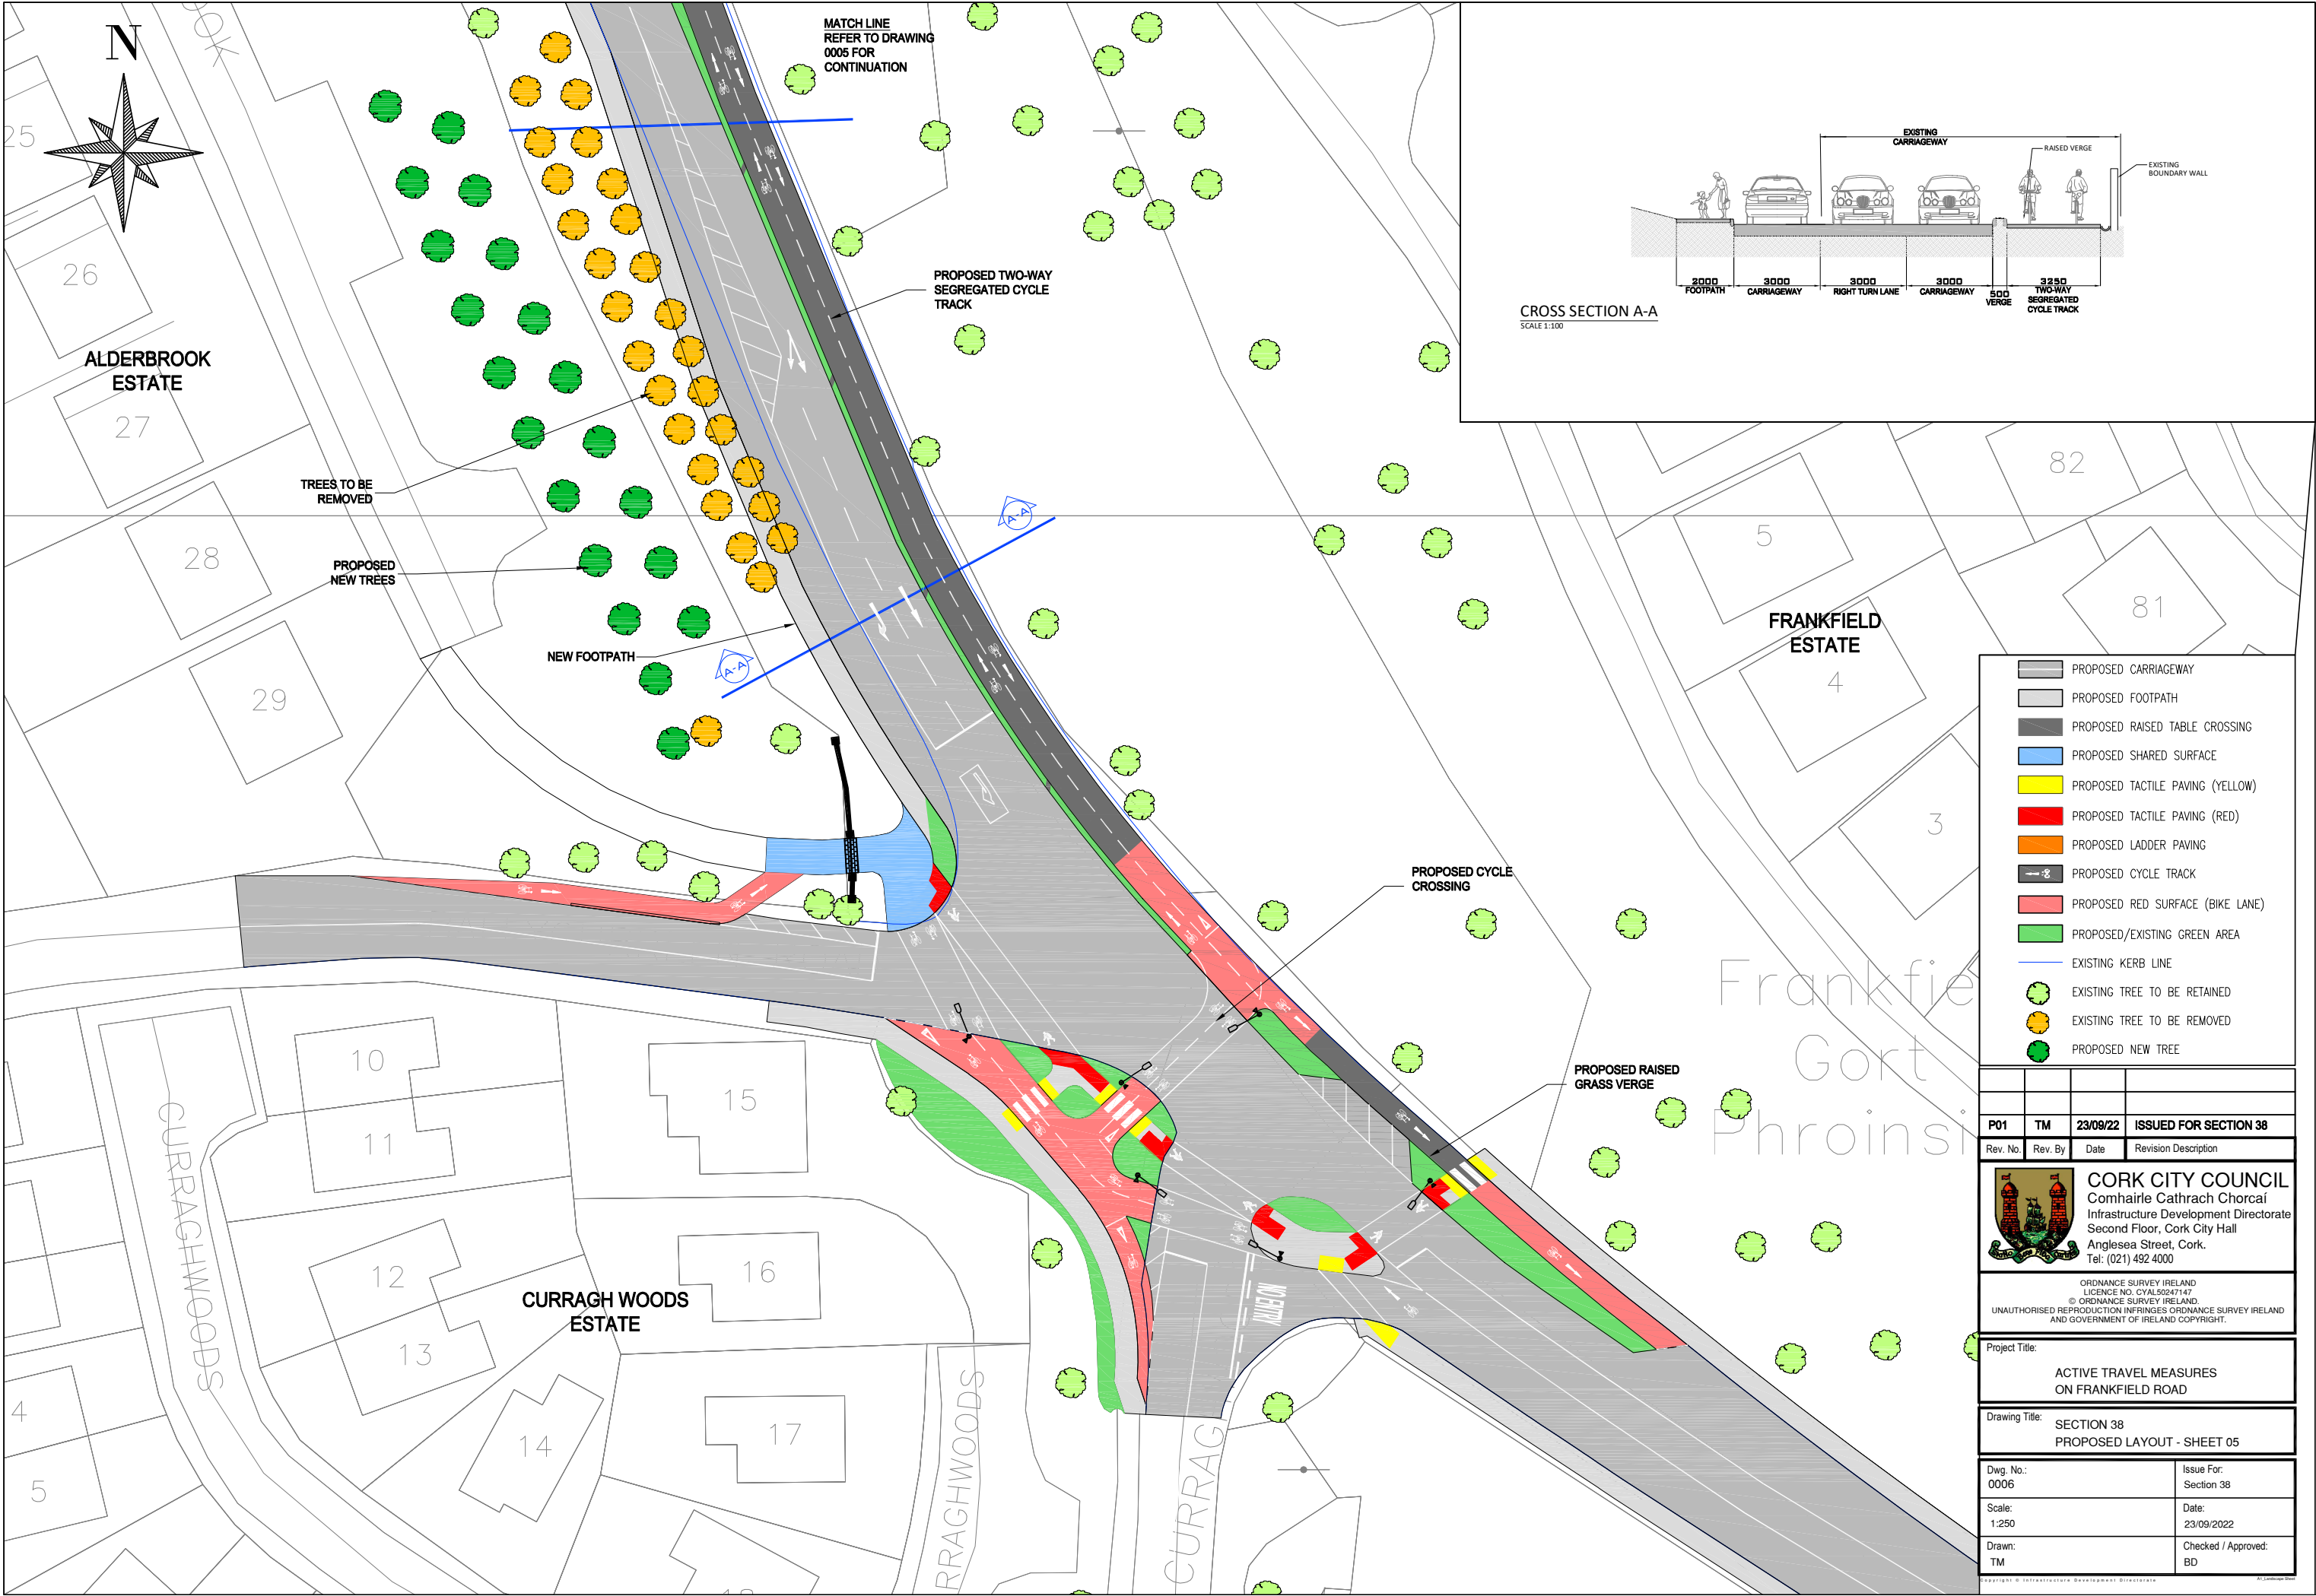 N
MATCH LINE
REFER TO DRAWING
0005 FOR
CONTINUATION
OOK
25
26
27
28
29
ALDERBROOK
ESTATE
TREES TO BE
REMOVED
PROPOSED
NEW TREES
NEW FOOTPATH
PROPOSED TWO-WAY
SEGREGATED CYCLE
TRACK
A-A
A-A
PROPOSED CYCLE
CROSSING
PROPOSED RAISED
GRASS VERGE
NO ENTRY
CURRAGH WOODS
ESTATE
CURRAGHWOODS
RRAGHWOODS
CURRAG
10
11
12
13
14
15
16
17
4
5
FRANKFIELD
ESTATE
82
81
5
4
3
Frankfie
Gort
Phroinsi
EXISTING
CARRIAGEWAY
RAISED VERGE
EXISTING
BOUNDARY WALL
2000
FOOTPATH
3000
CARRIAGEWAY
3000
RIGHT TURN LANE
3000
CARRIAGEWAY
500
VERGE
3250
TWO-WAY
SEGREGATED
CYCLE TRACK
CROSS SECTION A-A
SCALE 1:100
PROPOSED CARRIAGEWAY
PROPOSED FOOTPATH
PROPOSED RAISED TABLE CROSSING
PROPOSED SHARED SURFACE
PROPOSED TACTILE PAVING (YELLOW)
PROPOSED TACTILE PAVING (RED)
PROPOSED LADDER PAVING
PROPOSED CYCLE TRACK
PROPOSED RED SURFACE (BIKE LANE)
PROPOSED/EXISTING GREEN AREA
EXISTING KERB LINE
EXISTING TREE TO BE RETAINED
EXISTING TREE TO BE REMOVED
PROPOSED NEW TREE
P01 TM 23/09/22 ISSUED FOR SECTION 38
Rev. No. Rev. By Date Revision Description
CORK CITY COUNCIL
Comhairle Cathrach Chorcaí
Infrastructure Development Directorate
Second Floor, Cork City Hall
Anglesea Street, Cork.
Tel: (021) 492 4000
ORDNANCE SURVEY IRELAND
LICENCE NO. CYAL50247147
© ORDNANCE SURVEY IRELAND.
UNAUTHORISED REPRODUCTION INFRINGES ORDNANCE SURVEY IRELAND
AND GOVERNMENT OF IRELAND COPYRIGHT.
Project Title:
ACTIVE TRAVEL MEASURES
ON FRANKFIELD ROAD
Drawing Title:
SECTION 38
PROPOSED LAYOUT - SHEET 05
Dwg. No.:
0006
Issue For:
Section 38
Scale:
1:250
Date:
23/09/2022
Drawn:
TM
Checked / Approved:
BD
Copyright © Infrastructure Development Directorate
A1_Landscape Sheet